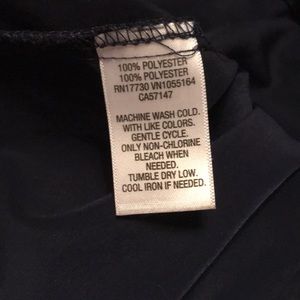 100% POLYESTER
100% POLYESTER
RN17730 VN1055164
CA57147
MACHINE WASH COLD.
WITH LIKE COLORS.
GENTLE CYCLE.
ONLY NON-CHLORINE
BLEACH WHEN
NEEDED.
TUMBLE DRY LOW.
COOL IRON IF NEEDED.